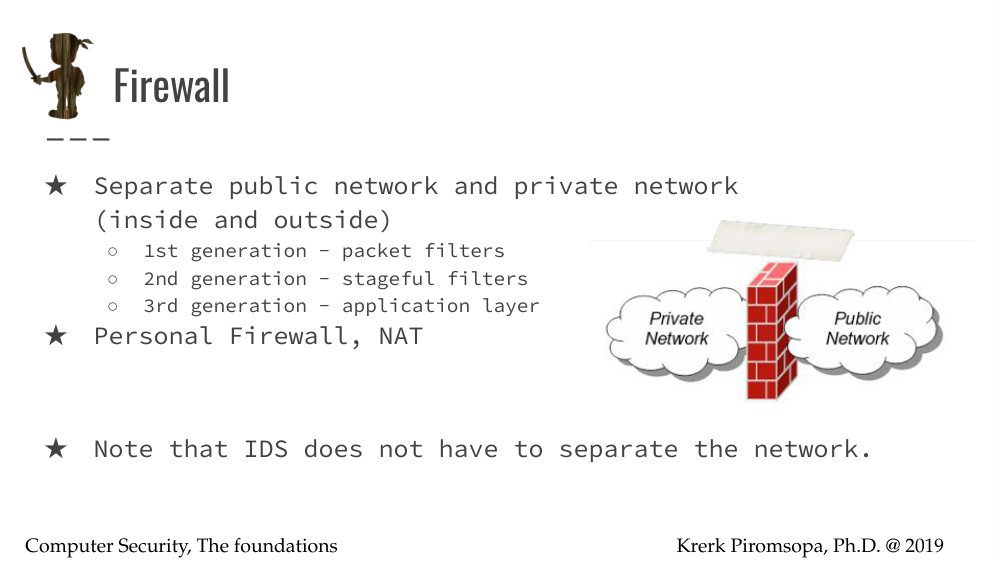 Firewall
★ Separate public network and private network
(inside and outside)
○ 1st generation - packet filters
○ 2nd generation - stageful filters
○ 3rd generation - application layer
★ Personal Firewall, NAT
Private
Network
Public
Network
★ Note that IDS does not have to separate the network.
Computer Security, The foundations
Krerk Piromsopa, Ph.D. @ 2019